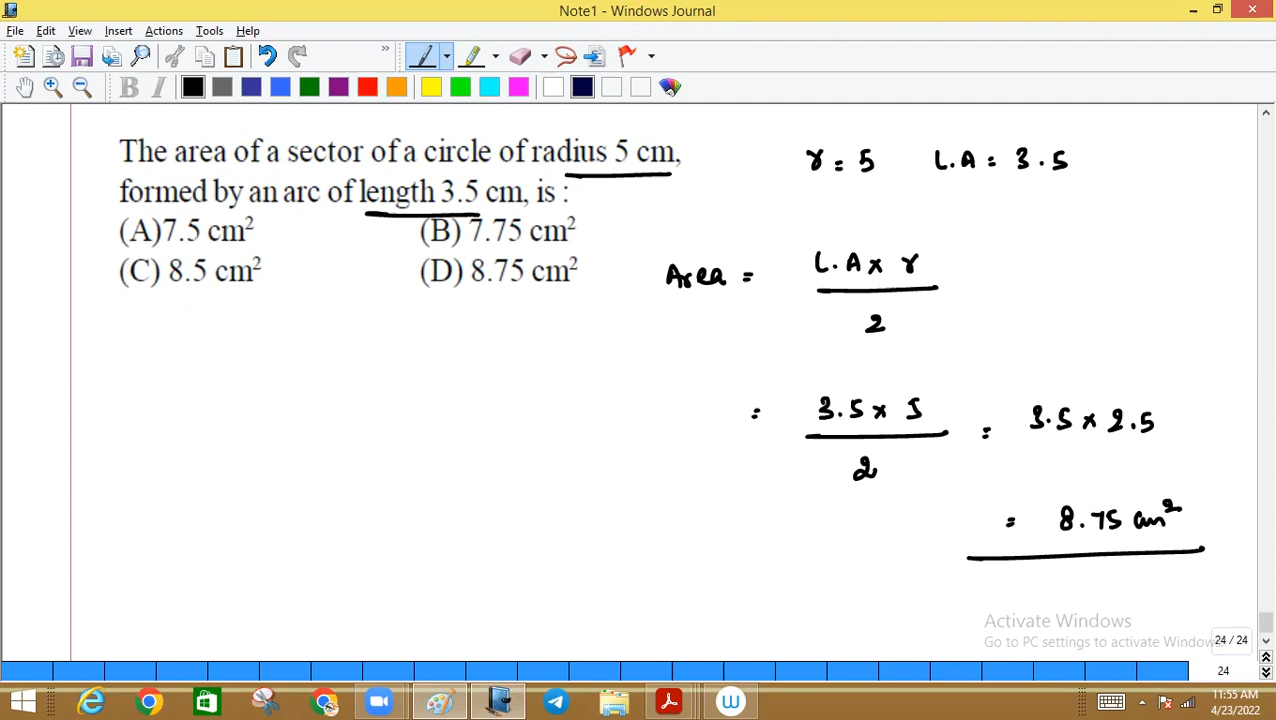 Note1 - Windows Journal
File Edit View Insert Actions Tools Help
The area of a sector of a circle of radius 5 cm,
formed by an arc of length 3.5 cm, is :
(A)7.5 cm² (B) 7.75 cm²
(C) 8.5 cm² (D) 8.75 cm²
r = 5 L.A = 3.5
Area = L.A × r
2
= 3.5 × 5 = 3.5 × 2.5
2
= 8.75 cm²
Activate Windows
Go to PC settings to activate Windows.
24 / 24
24
11:55 AM
4/23/2022